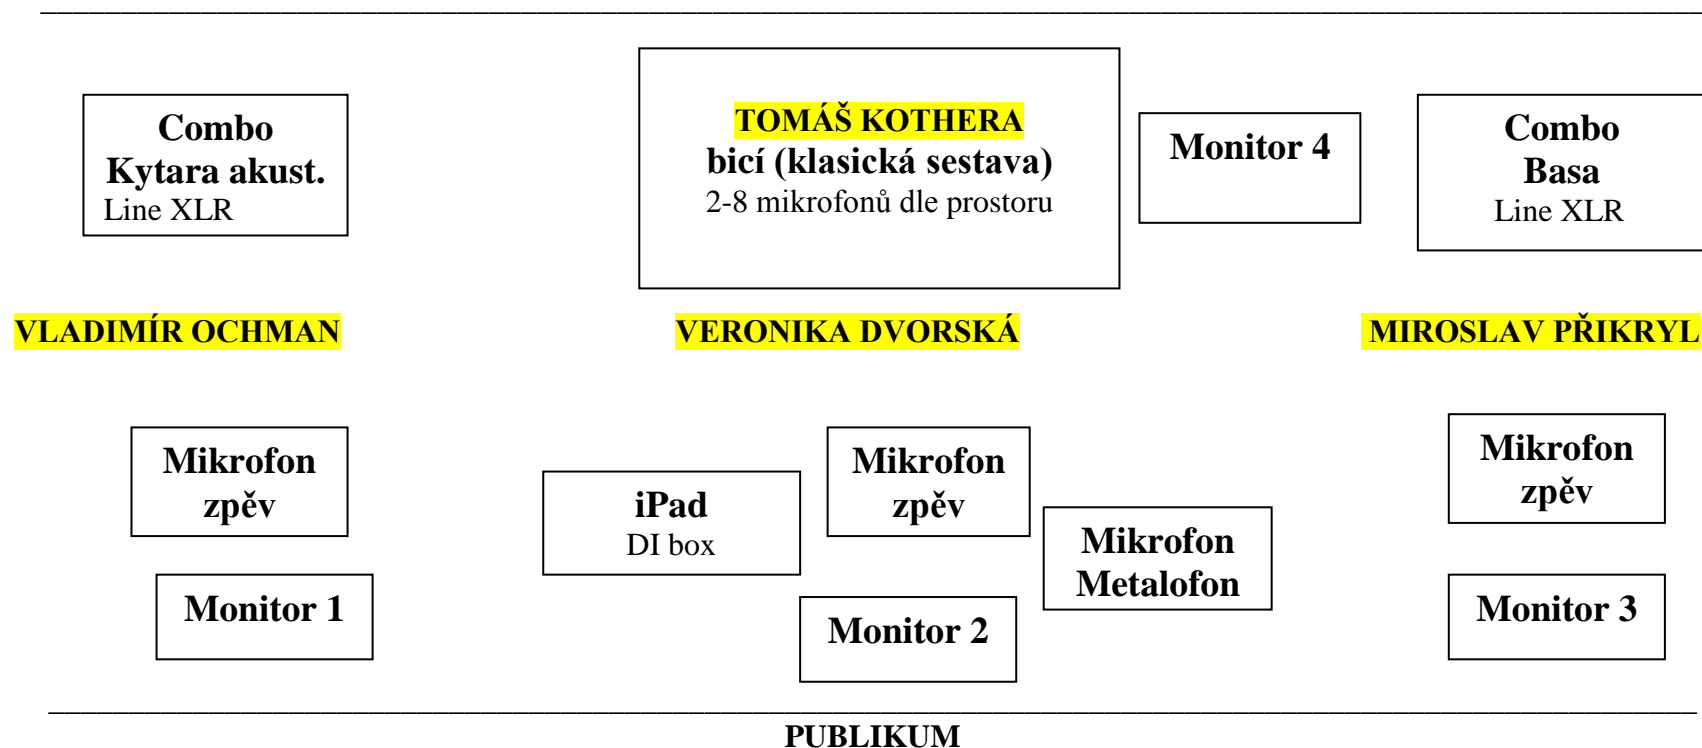 Combo
Kytara akust.
Line XLR
TOMÁŠ KOTHERA
bicí (klasická sestava)
2-8 mikrofonů dle prostoru
Monitor 4
Combo
Basa
Line XLR
VLADIMÍR OCHMAN
VERONIKA DVORSKÁ
MIROSLAV PŘIKRYL
Mikrofon
zpěv
iPad
DI box
Mikrofon
zpěv
Mikrofon
Metalofon
Mikrofon
zpěv
Monitor 1
Monitor 2
Monitor 3
PUBLIKUM